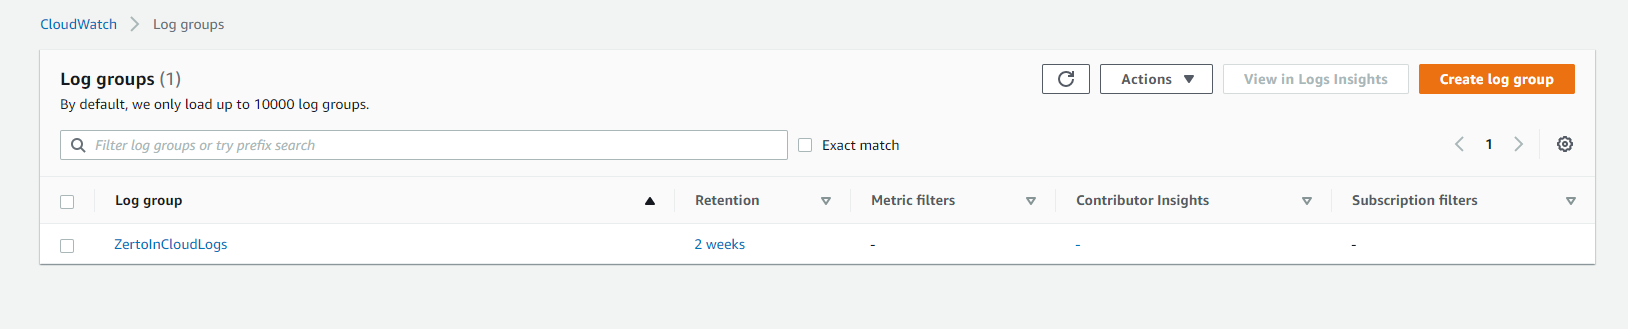 CloudWatch > Log groups
Log groups (1)
Actions
View in Logs Insights
Create log group
By default, we only load up to 10000 log groups.
Filter log groups or try prefix search
Exact match
1
Log group Retention Metric filters Contributor Insights Subscription filters
ZertoInCloudLogs 2 weeks - - -